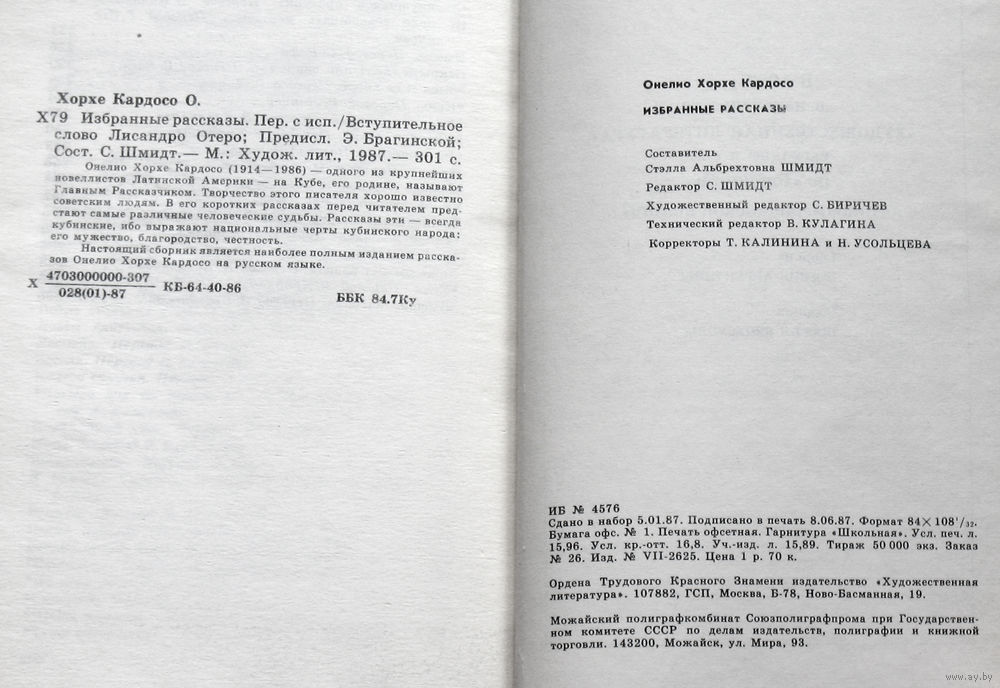 Хорхе Кардосо О.
Х79 Избранные рассказы. Пер. с исп./Вступительное
слово Лисандро Отеро; Предисл. Э. Брагинской;
Сост. С. Шмидт.— М.: Худож. лит., 1987.— 301 с.
Онелио Хорхе Кардосо (1914—1986) — одного из крупнейших
новеллистов Латинской Америки — на Кубе, его родине, называют
Главным Рассказчиком. Творчество этого писателя хорошо известно
советским людям. В его коротких рассказах перед читателем пред-
стают самые различные человеческие судьбы. Рассказы эти — всегда
кубинские, ибо выражают национальные черты кубинского народа:
его мужество, благородство, честность.
Настоящий сборник является наиболее полным изданием расска-
зов Онелио Хорхе Кардосо на русском языке.
Х 4703000000-307
028(01)-87 КБ-64-40-86
ББК 84.7Ку
Онелио Хорхе Кардосо
ИЗБРАННЫЕ РАССКАЗЫ
Составитель
Стэлла Альбрехтовна ШМИДТ
Редактор С. ШМИДТ
Художественный редактор С. БИРИЧЕВ
Технический редактор В. КУЛАГИНА
Корректоры Т. КАЛИНИНА и Н. УСОЛЬЦЕВА
ИБ № 4576
Сдано в набор 5.01.87. Подписано в печать 8.06.87. Формат 84×108¹/₃₂.
Бумага офс. № 1. Печать офсетная. Гарнитура «Школьная». Усл. печ. л.
15,96. Усл. кр.-отт. 16,8. Уч.-изд. л. 15,89. Тираж 50 000 экз. Заказ
№ 26. Изд. № VII-2625. Цена 1 р. 70 к.
Ордена Трудового Красного Знамени издательство «Художественная
литература». 107882, ГСП, Москва, Б-78, Ново-Басманная, 19.
Можайский полиграфкомбинат Союзполиграфпрома при Государствен-
ном комитете СССР по делам издательств, полиграфии и книжной
торговли. 143200, Можайск, ул. Мира, 93.
www.ay.by